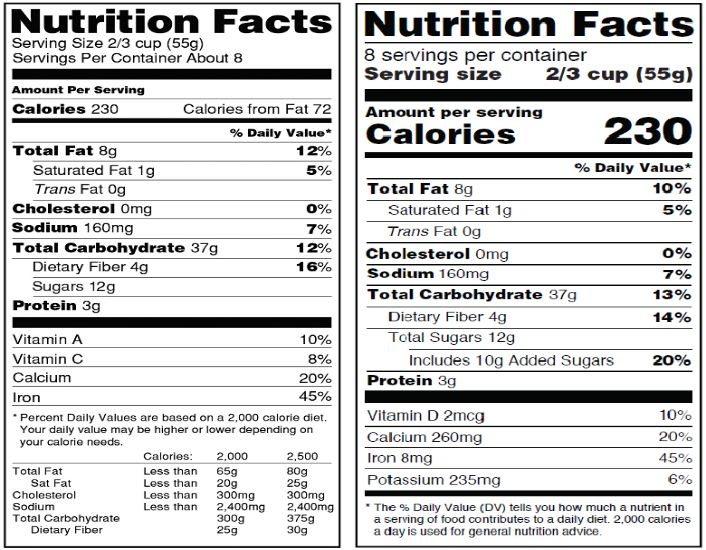 Nutrition Facts
Serving Size 2/3 cup (55g)
Servings Per Container About 8
Amount Per Serving
Calories 230 Calories from Fat 72
% Daily Value*
Total Fat 8g 12%
Saturated Fat 1g 5%
Trans Fat 0g
Cholesterol 0mg 0%
Sodium 160mg 7%
Total Carbohydrate 37g 12%
Dietary Fiber 4g 16%
Sugars 12g
Protein 3g
Vitamin A 10%
Vitamin C 8%
Calcium 20%
Iron 45%
* Percent Daily Values are based on a 2,000 calorie diet.
Your daily value may be higher or lower depending on
your calorie needs.
Calories: 2,000 2,500
Total Fat Less than 65g 80g
Sat Fat Less than 20g 25g
Cholesterol Less than 300mg 300mg
Sodium Less than 2,400mg 2,400mg
Total Carbohydrate 300g 375g
Dietary Fiber 25g 30g
Nutrition Facts
8 servings per container
Serving size 2/3 cup (55g)
Amount per serving
Calories 230
% Daily Value*
Total Fat 8g 10%
Saturated Fat 1g 5%
Trans Fat 0g
Cholesterol 0mg 0%
Sodium 160mg 7%
Total Carbohydrate 37g 13%
Dietary Fiber 4g 14%
Total Sugars 12g
Includes 10g Added Sugars 20%
Protein 3g
Vitamin D 2mcg 10%
Calcium 260mg 20%
Iron 8mg 45%
Potassium 235mg 6%
* The % Daily Value (DV) tells you how much a nutrient in
a serving of food contributes to a daily diet. 2,000 calories
a day is used for general nutrition advice.